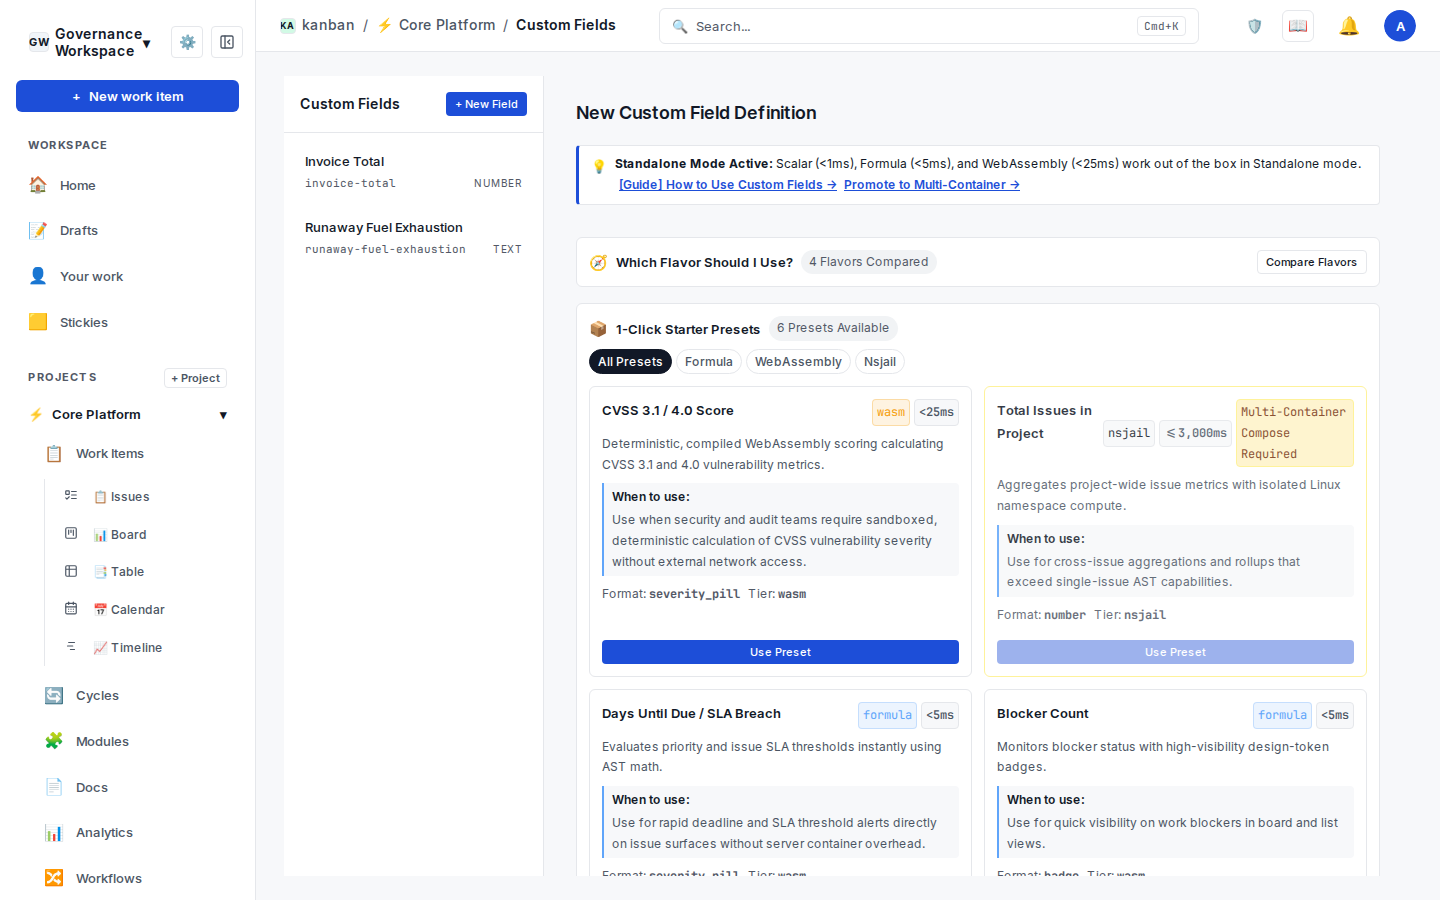 GW Governance Workspace ▾
+ New work item
WORKSPACE
Home
Drafts
Your work
Stickies
PROJECTS + Project
Core Platform ▾
Work Items
Issues
Board
Table
Calendar
Timeline
Cycles
Modules
Docs
Analytics
Workflows
KA kanban / ⚡ Core Platform / Custom Fields
Search... Cmd+K
A
Custom Fields + New Field
Invoice Total
invoice-total NUMBER
Runaway Fuel Exhaustion
runaway-fuel-exhaustion TEXT
New Custom Field Definition
Standalone Mode Active: Scalar (<1ms), Formula (<5ms), and WebAssembly (<25ms) work out of the box in Standalone mode.
[Guide] How to Use Custom Fields → Promote to Multi-Container →
Which Flavor Should I Use? 4 Flavors Compared Compare Flavors
1-Click Starter Presets 6 Presets Available
All Presets Formula WebAssembly Nsjail
CVSS 3.1 / 4.0 Score wasm <25ms
Deterministic, compiled WebAssembly scoring calculating
CVSS 3.1 and 4.0 vulnerability metrics.
When to use:
Use when security and audit teams require sandboxed,
deterministic calculation of CVSS vulnerability severity
without external network access.
Format: severity_pill Tier: wasm
Use Preset
Total Issues in
Project nsjail ≤3,000ms
Multi-Container
Compose
Required
Aggregates project-wide issue metrics with isolated Linux
namespace compute.
When to use:
Use for cross-issue aggregations and rollups that
exceed single-issue AST capabilities.
Format: number Tier: nsjail
Use Preset
Days Until Due / SLA Breach formula <5ms
Evaluates priority and issue SLA thresholds instantly using
AST math.
When to use:
Use for rapid deadline and SLA threshold alerts directly
on issue surfaces without server container overhead.
Format: severity_pill Tier: wasm
Blocker Count formula <5ms
Monitors blocker status with high-visibility design-token
badges.
When to use:
Use for quick visibility on work blockers in board and list
views.
Format: badge Tier: wasm